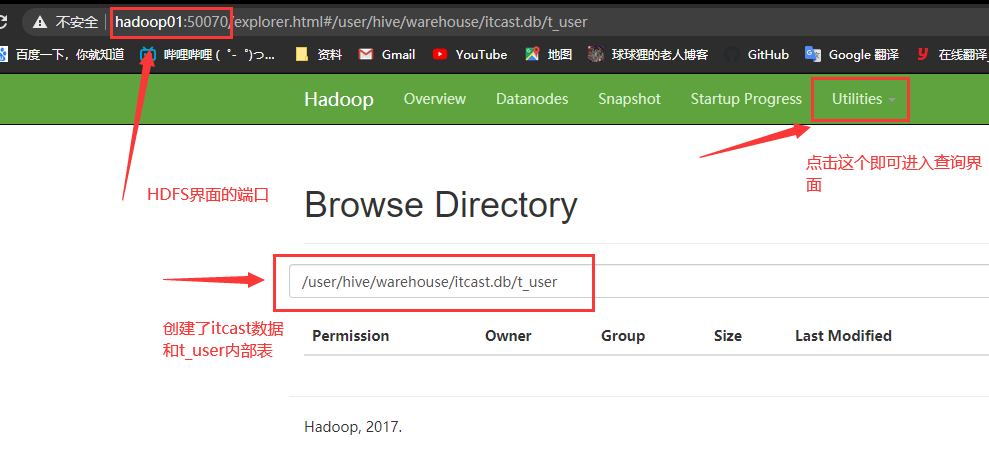 不安全 | hadoop01:50070/explorer.html#/user/hive/warehouse/itcast.db/t_user
百度一下，你就知道 哔哩哔哩 ( ゜- ゜)つ... 资料 Gmail YouTube 地图 球球狸的老人博客 GitHub Google 翻译 在线翻译_
Hadoop Overview Datanodes Snapshot Startup Progress Utilities
点击这个即可进入查询界
面
HDFS界面的端口
Browse Directory
/user/hive/warehouse/itcast.db/t_user
创建了itcast数据
和t_user内部表
Permission Owner Group Size Last Modified
Hadoop, 2017.